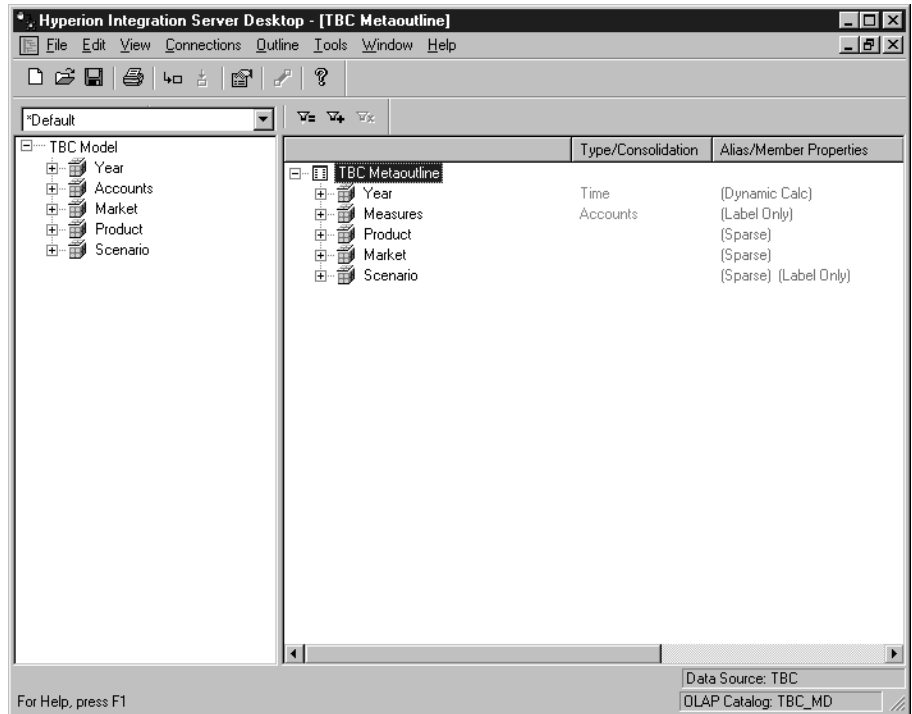 Hyperion Integration Server Desktop - [TBC Metaoutline]
File Edit View Connections Outline Tools Window Help
*Default
TBC Model
Year
Accounts
Market
Product
Scenario
Type/Consolidation Alias/Member Properties
TBC Metaoutline
Year Time (Dynamic Calc)
Measures Accounts (Label Only)
Product (Sparse)
Market (Sparse)
Scenario (Sparse) (Label Only)
Data Source: TBC
For Help, press F1 OLAP Catalog: TBC_MD